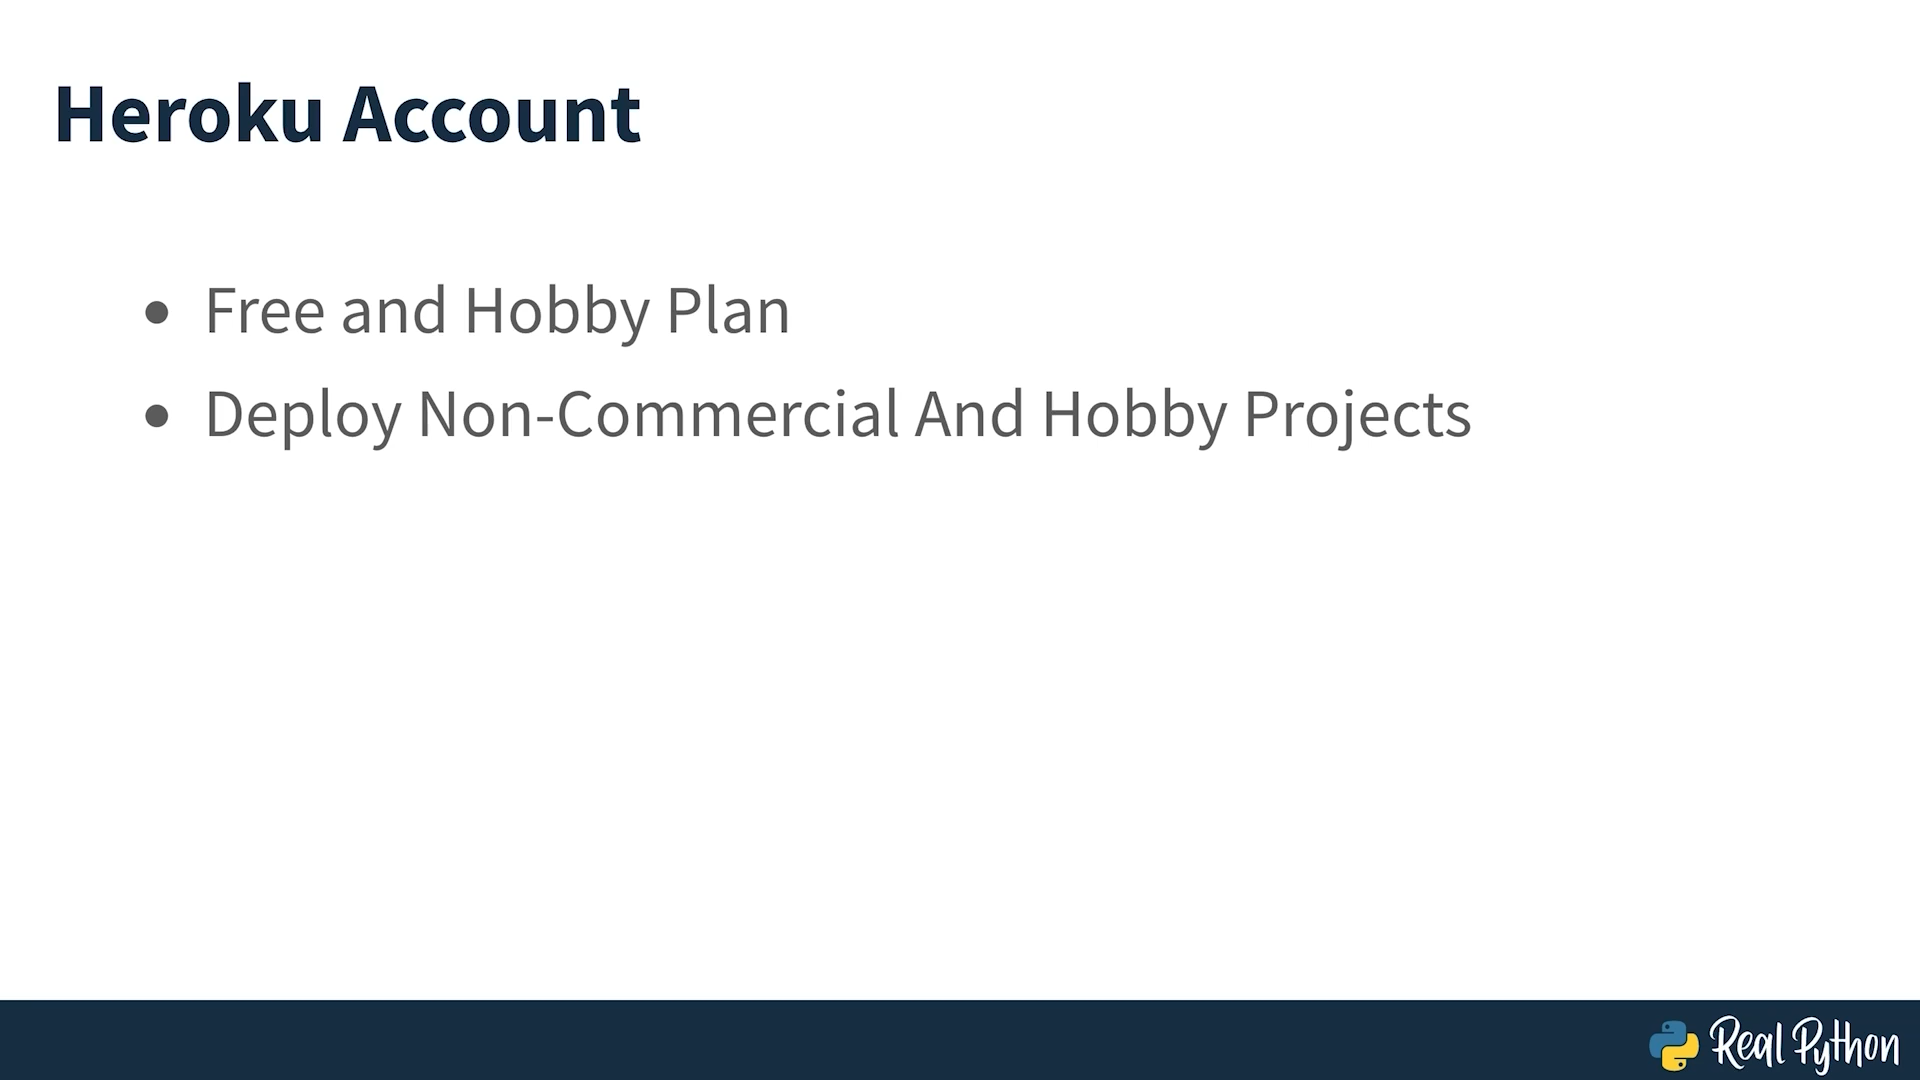 Heroku Account
• Free and Hobby Plan
• Deploy Non-Commercial And Hobby Projects
Real Python